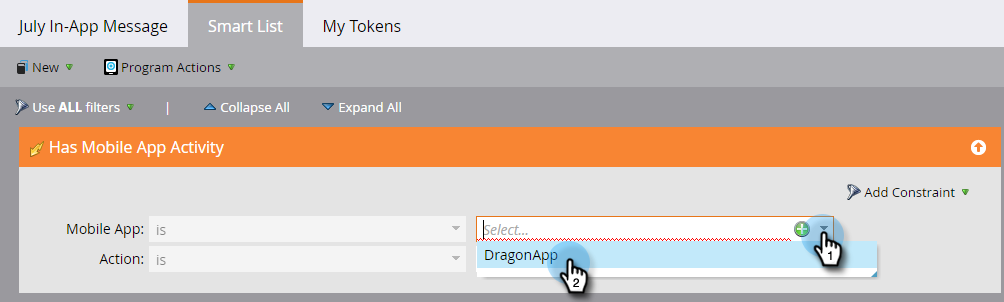 July In-App Message Smart List My Tokens
New Program Actions
Use ALL filters | Collapse All Expand All
Has Mobile App Activity
Add Constraint
Mobile App: is Select...
1
DragonApp
Action: is
2